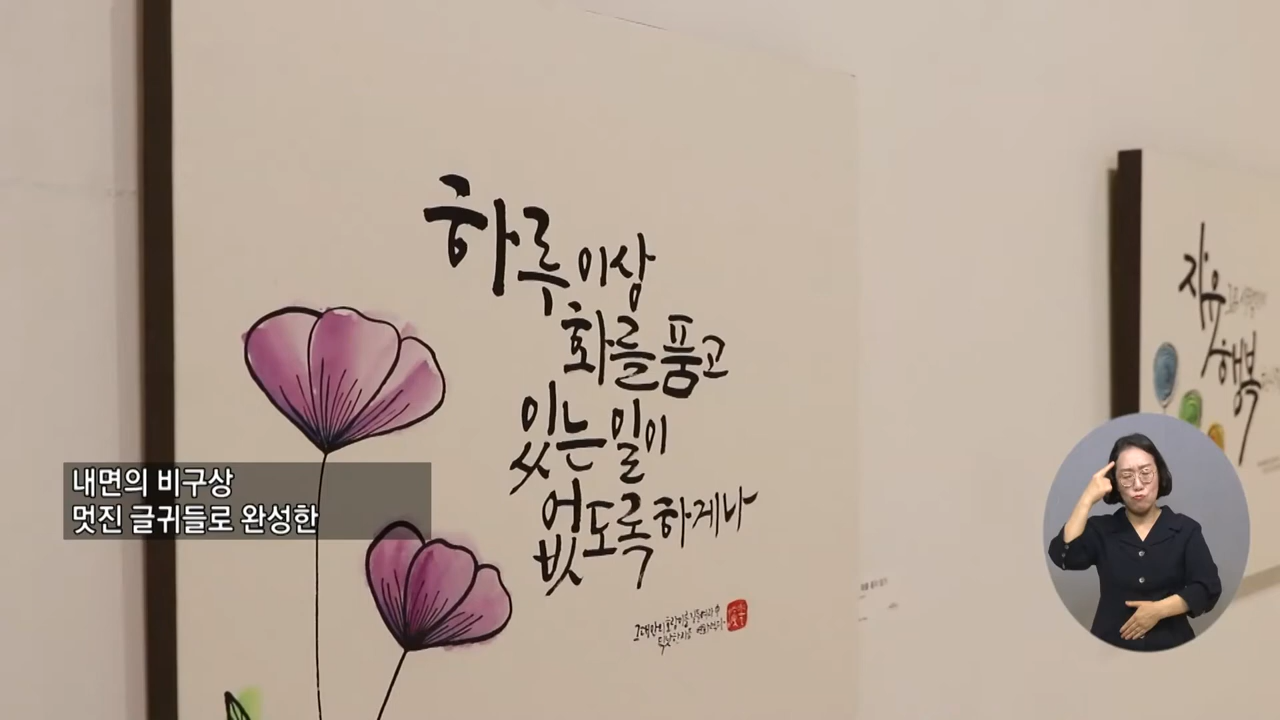 하루 이상
화를 품고
있는 일이
없도록 하게나
자유
행복
내면의 비구상
멋진 글귀들로 완성한